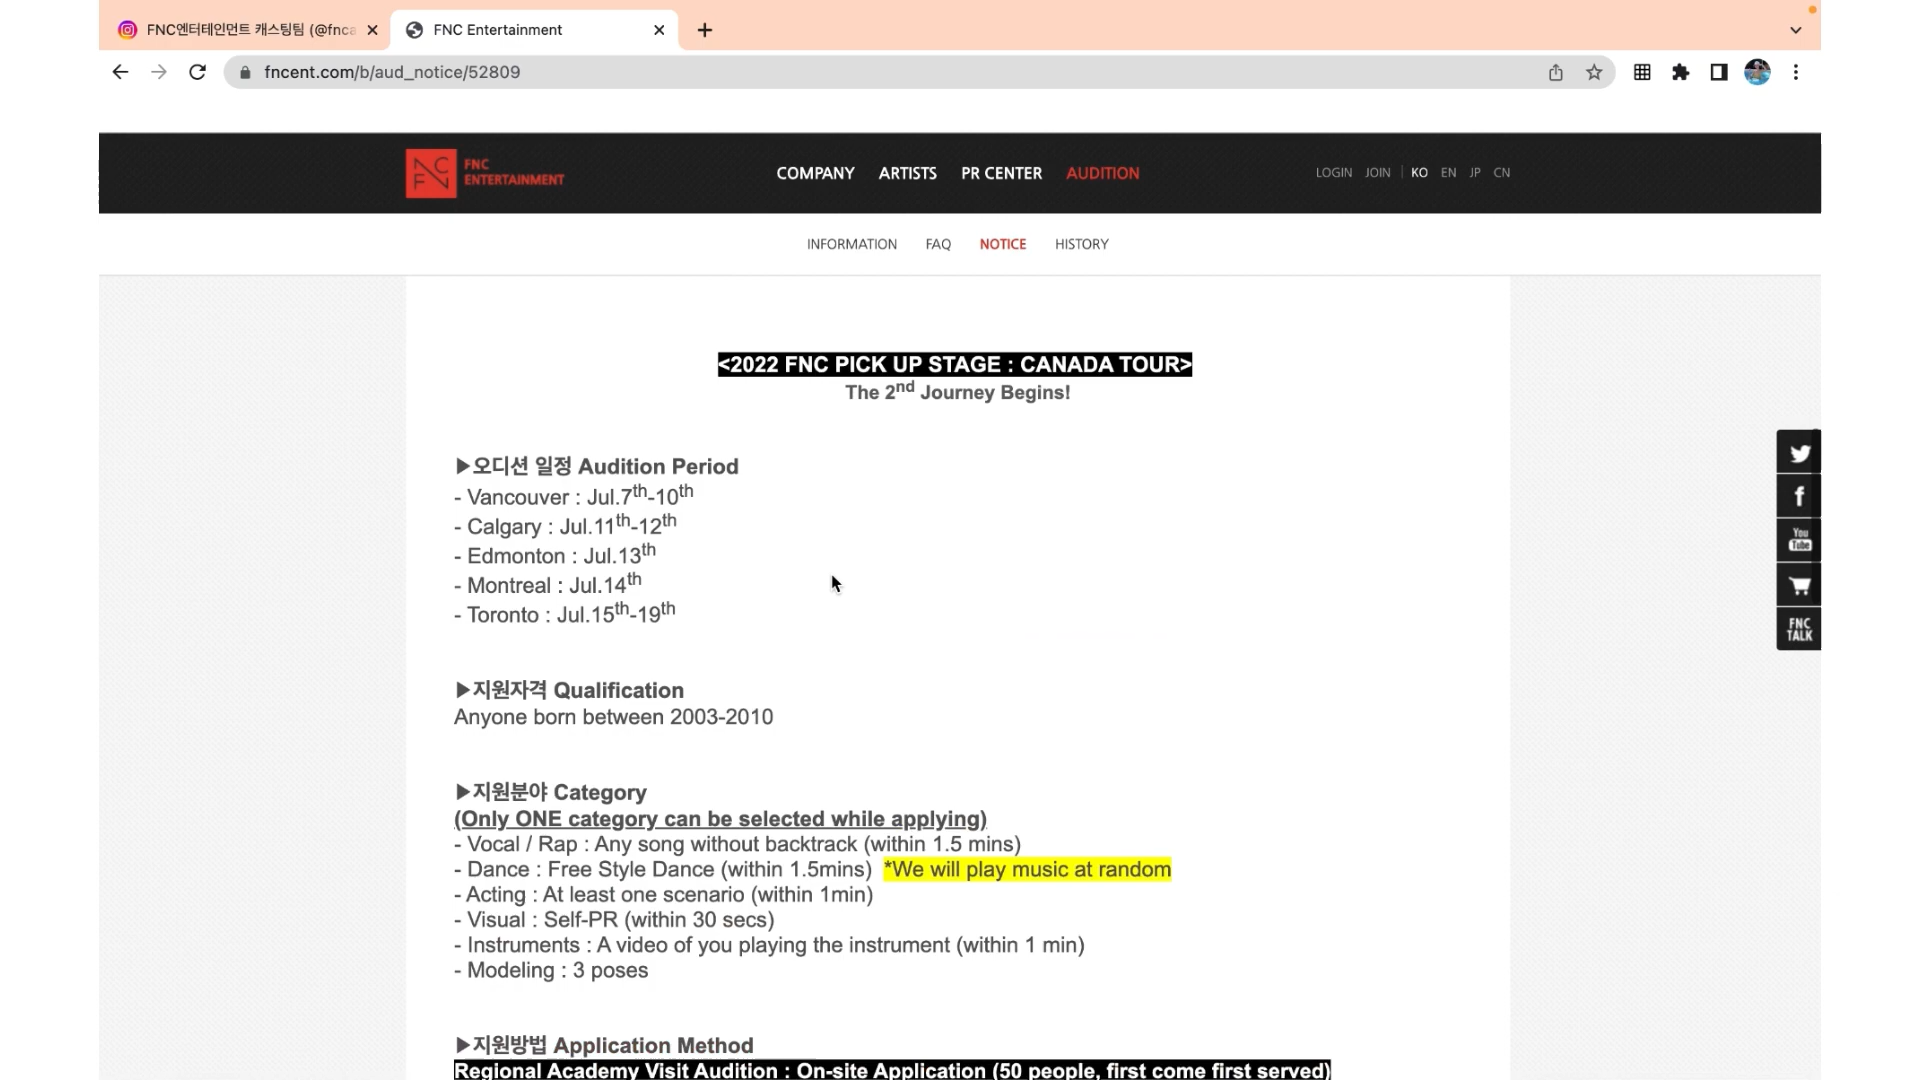 FNC엔터테인먼트 캐스팅팀 (@fnca
FNC Entertainment
fncent.com/b/aud_notice/52809
FNC
ENTERTAINMENT
COMPANY ARTISTS PR CENTER AUDITION
LOGIN JOIN | KO EN JP CN
INFORMATION FAQ NOTICE HISTORY
<2022 FNC PICK UP STAGE : CANADA TOUR>
The 2nd Journey Begins!
▶오디션 일정 Audition Period
- Vancouver : Jul.7th-10th
- Calgary : Jul.11th-12th
- Edmonton : Jul.13th
- Montreal : Jul.14th
- Toronto : Jul.15th-19th
▶지원자격 Qualification
Anyone born between 2003-2010
▶지원분야 Category
(Only ONE category can be selected while applying)
- Vocal / Rap : Any song without backtrack (within 1.5 mins)
- Dance : Free Style Dance (within 1.5mins) *We will play music at random
- Acting : At least one scenario (within 1min)
- Visual : Self-PR (within 30 secs)
- Instruments : A video of you playing the instrument (within 1 min)
- Modeling : 3 poses
▶지원방법 Application Method
Regional Academy Visit Audition : On-site Application (50 people, first come first served)
You
Tube
FNC
TALK